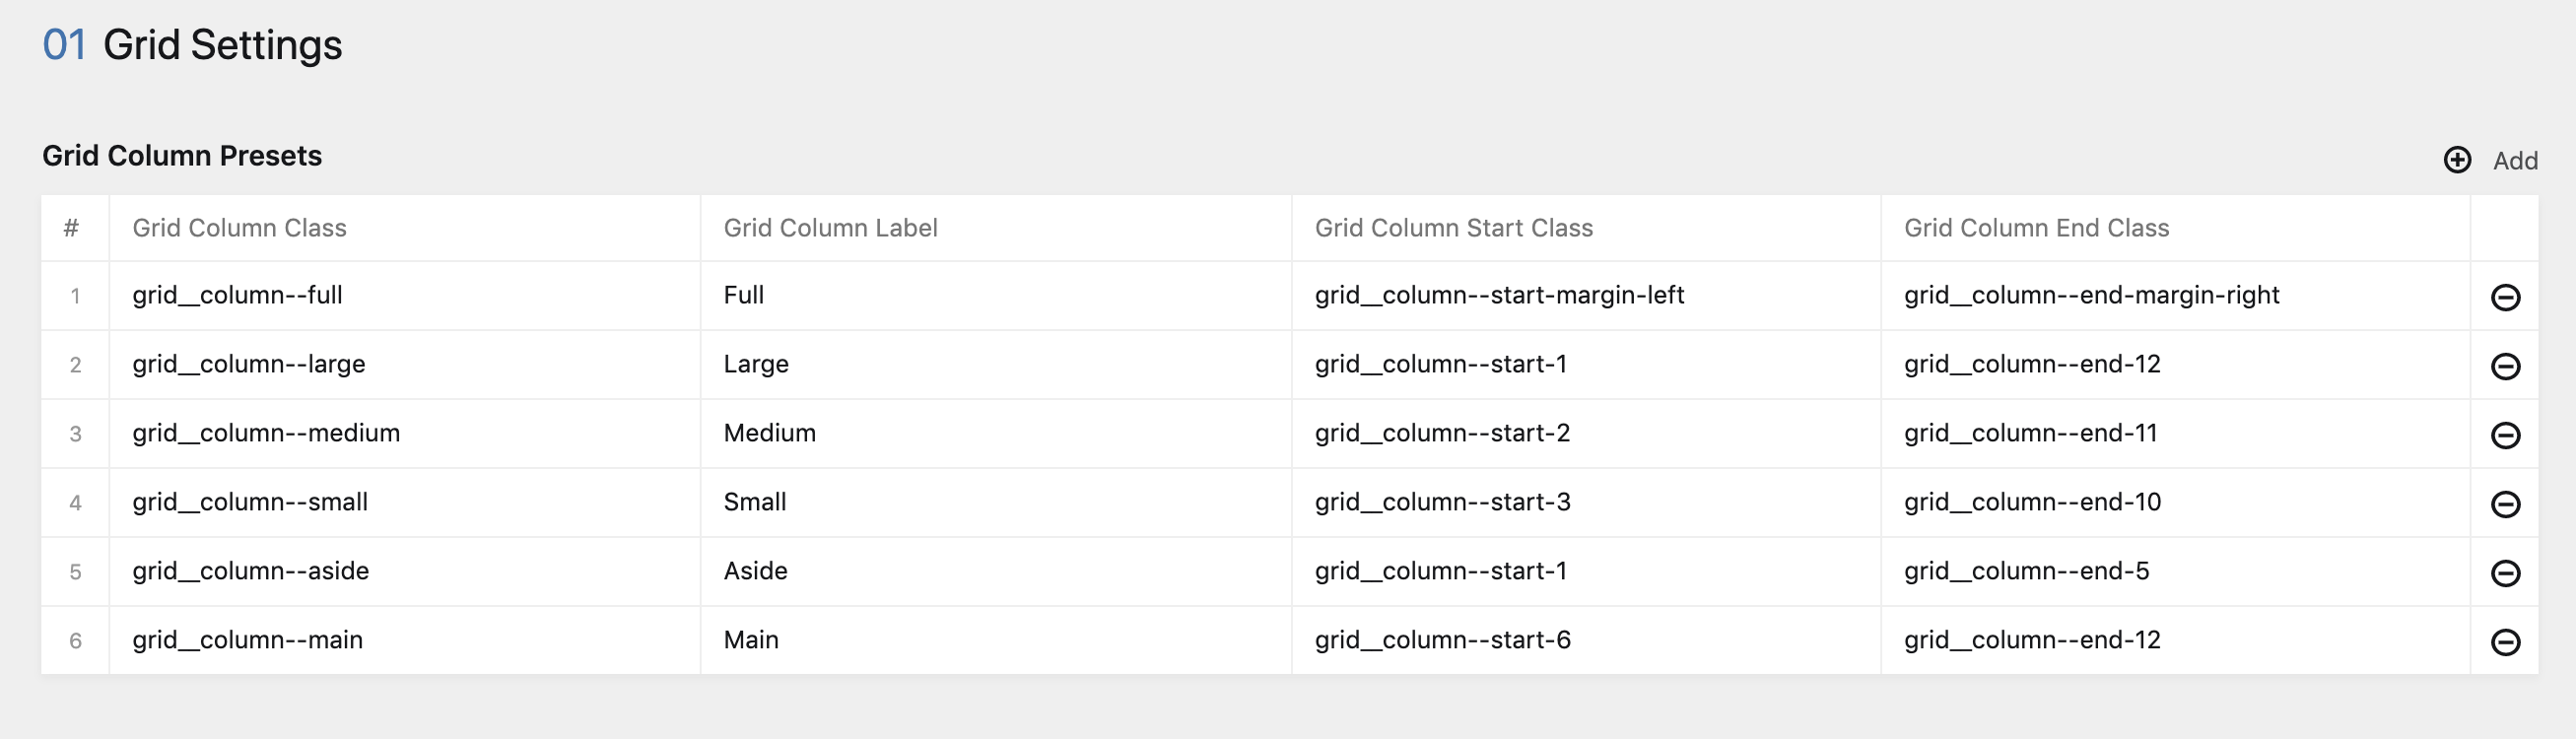 01 Grid Settings
Grid Column Presets Add
# Grid Column Class Grid Column Label Grid Column Start Class Grid Column End Class
1 grid__column--full Full grid__column--start-margin-left grid__column--end-margin-right
2 grid__column--large Large grid__column--start-1 grid__column--end-12
3 grid__column--medium Medium grid__column--start-2 grid__column--end-11
4 grid__column--small Small grid__column--start-3 grid__column--end-10
5 grid__column--aside Aside grid__column--start-1 grid__column--end-5
6 grid__column--main Main grid__column--start-6 grid__column--end-12